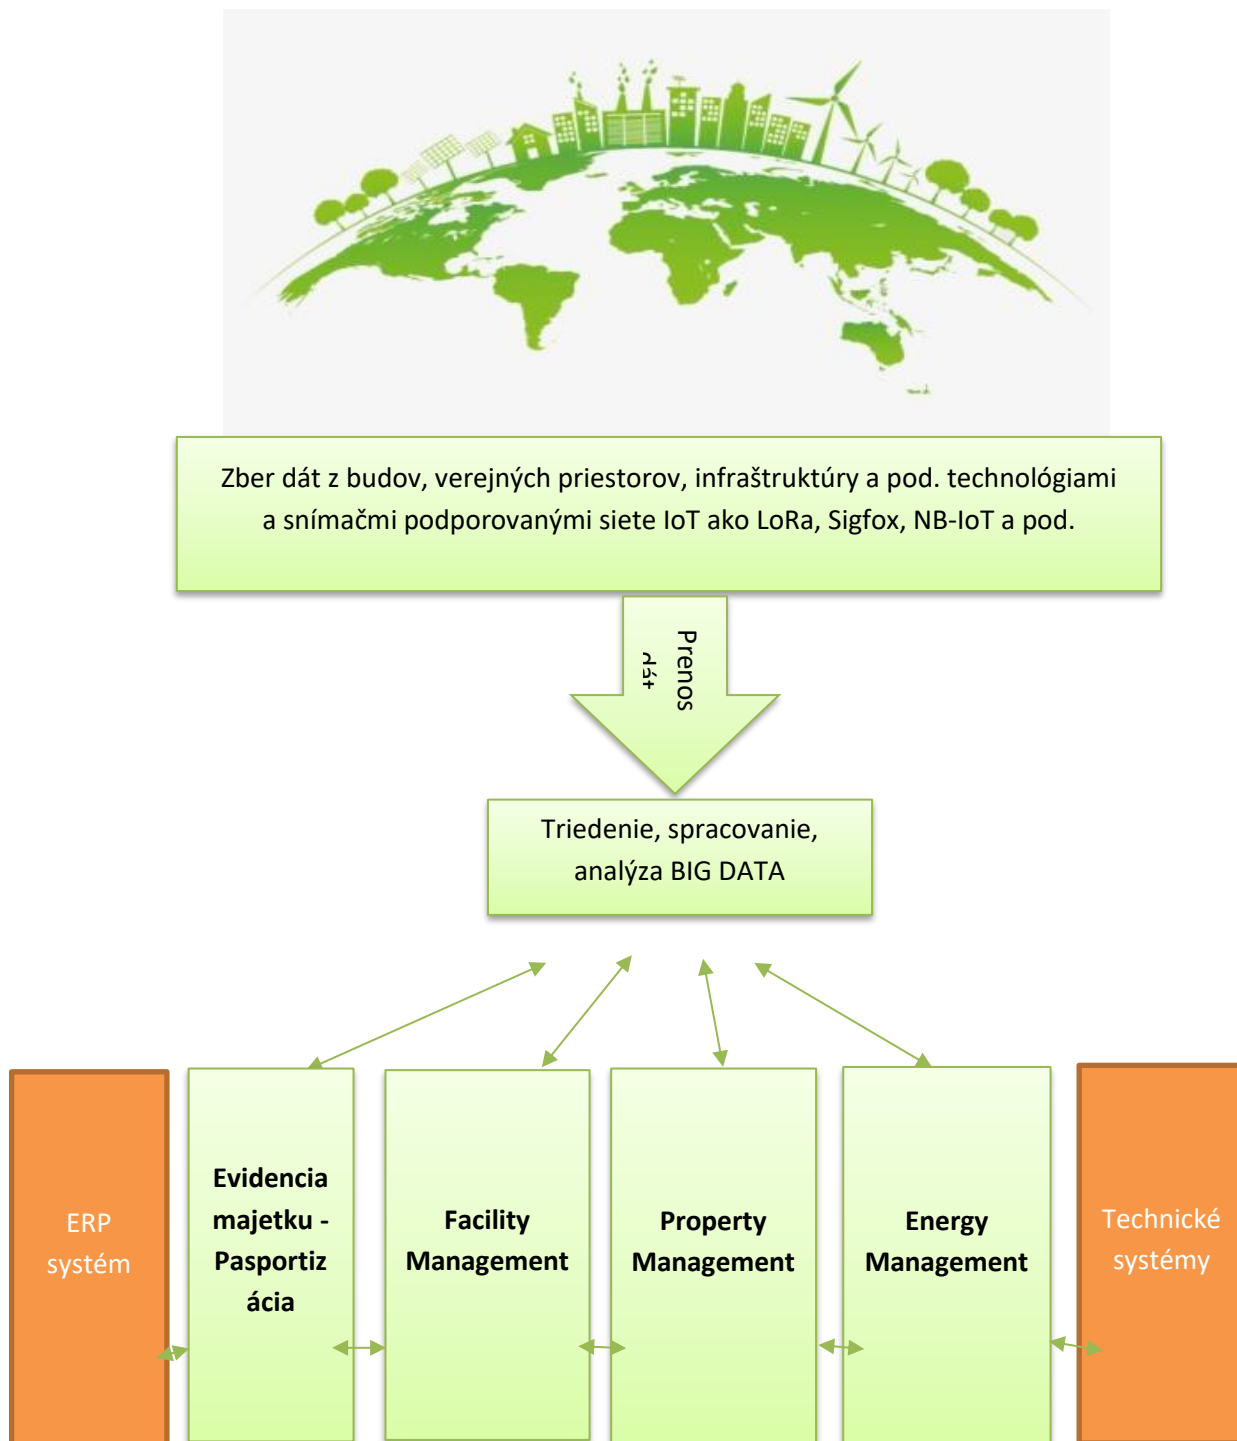 Zber dát z budov, verejných priestorov, infraštruktúry a pod. technológiami
a snímačmi podporovanými siete IoT ako LoRa, Sigfox, NB-IoT a pod.
Prenos
dát
Triedenie, spracovanie,
analýza BIG DATA
ERP
systém
Evidencia
majetku -
Pasportiz
ácia
Facility
Management
Property
Management
Energy
Management
Technické
systémy